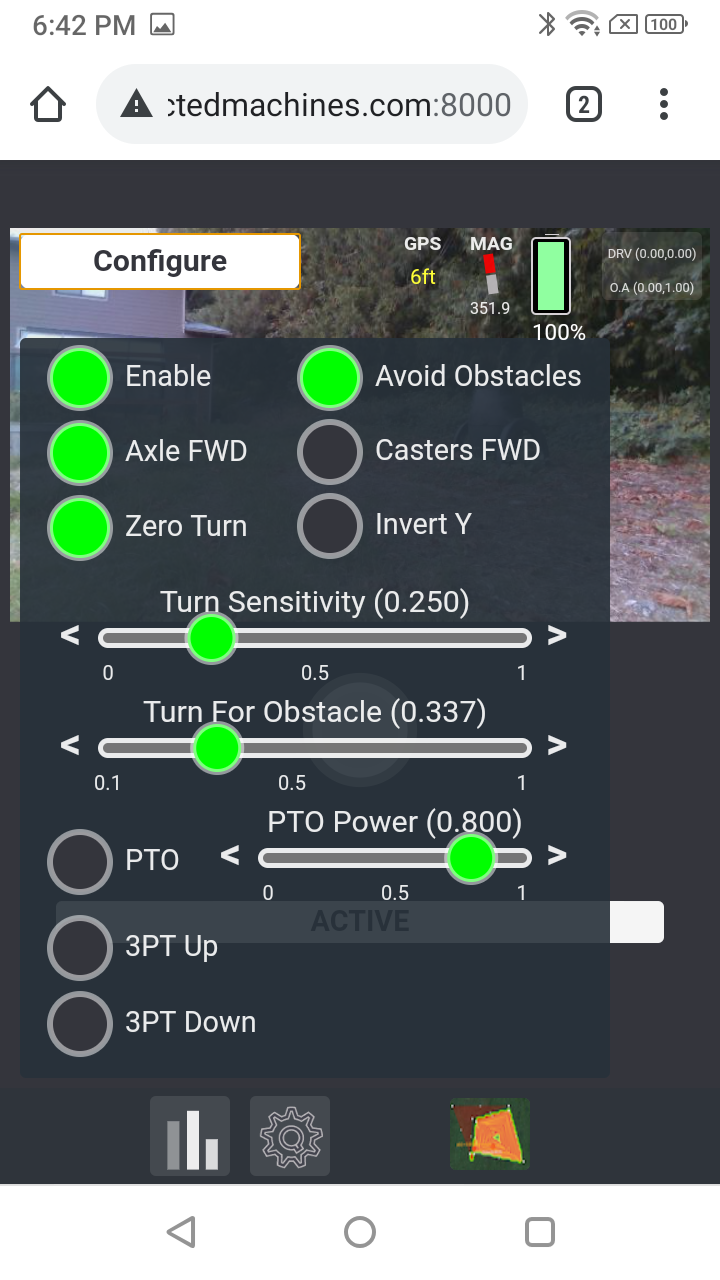 6:42 PM
100
ctedmachines.com:8000
2
Configure
GPS
MAG
DRV (0.00,0.00)
6ft
O.A (0.00,1.00)
351.9
100%
Enable
Avoid Obstacles
Axle FWD
Casters FWD
Zero Turn
Invert Y
Turn Sensitivity (0.250)
< >
0 0.5 1
Turn For Obstacle (0.337)
< >
0.1 0.5 1
PTO Power (0.800)
PTO
< >
0 0.5 1
ACTIVE
3PT Up
3PT Down